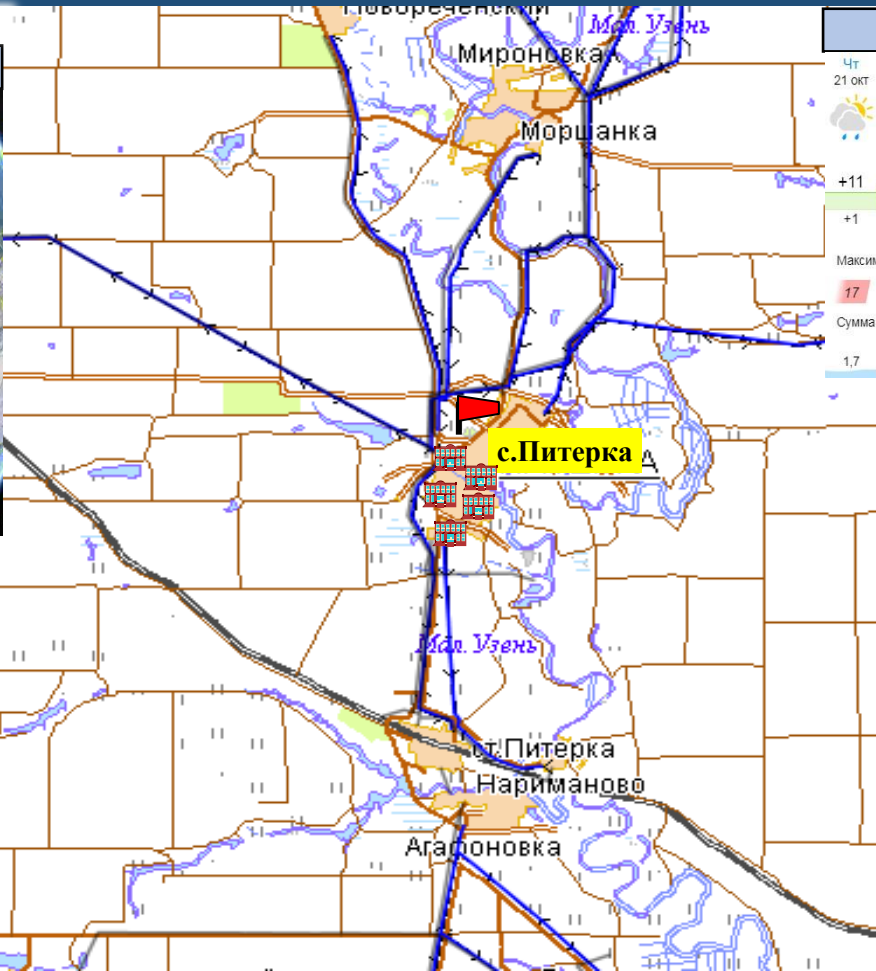 Новореченский
Мал. Узень
Мироновка
Моршанка
Чт
21 окт
+11
+1
Максим
17
Сумма
1,7
с.Питерка
Мал. Узень
ст.Питерка
Нариманово
Агафоновка